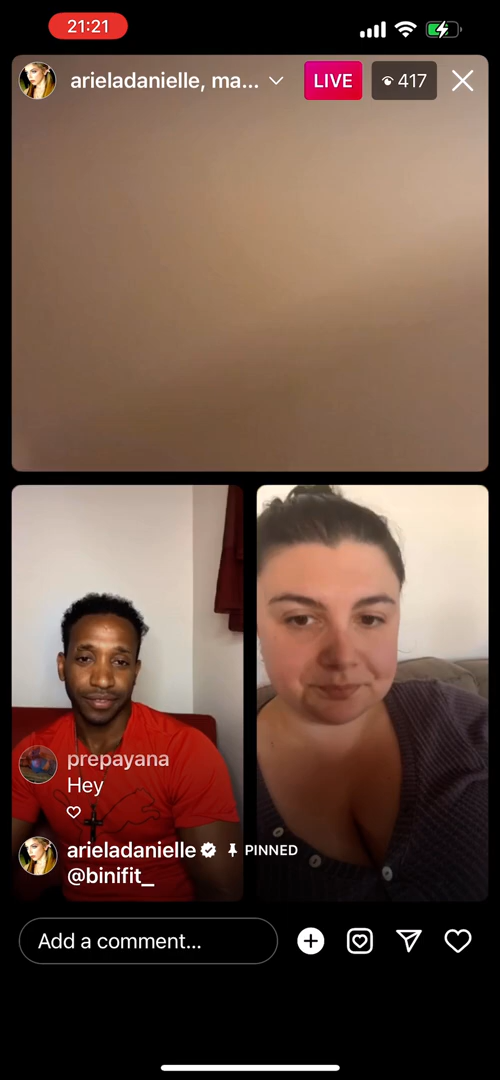 21:21
arieladanielle, ma...
LIVE
417
prepayana
Hey
arieladanielle PINNED
@binifit_
Add a comment...